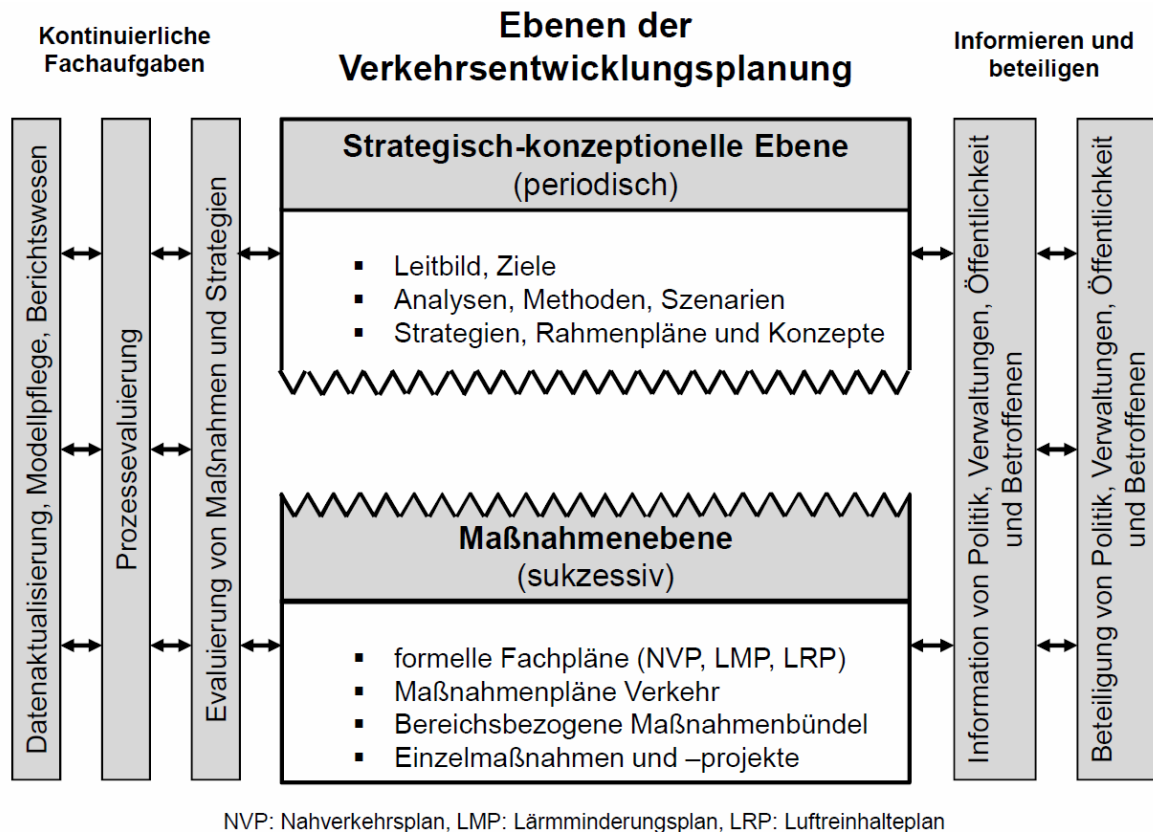 Kontinuierliche
Fachaufgaben
Ebenen der
Verkehrsentwicklungsplanung
Informieren und
beteiligen
Datenaktualisierung, Modellpflege, Berichtswesen
Prozessevaluierung
Evaluierung von Maßnahmen und Strategien
Strategisch-konzeptionelle Ebene
(periodisch)
▪ Leitbild, Ziele
▪ Analysen, Methoden, Szenarien
▪ Strategien, Rahmenpläne und Konzepte
Maßnahmenebene
(sukzessiv)
▪ formelle Fachpläne (NVP, LMP, LRP)
▪ Maßnahmenpläne Verkehr
▪ Bereichsbezogene Maßnahmenbündel
▪ Einzelmaßnahmen und –projekte
Information von Politik, Verwaltungen, Öffentlichkeit
und Betroffenen
Beteiligung von Politik, Verwaltungen, Öffentlichkeit
und Betroffenen
NVP: Nahverkehrsplan, LMP: Lärmminderungsplan, LRP: Luftreinhalteplan